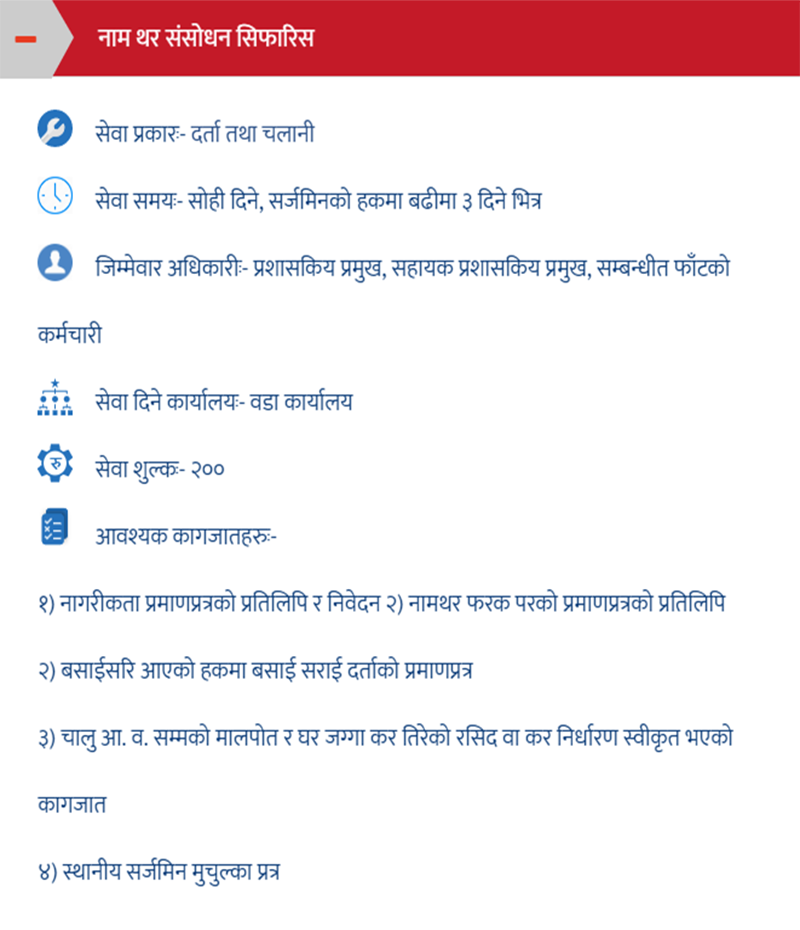 नाम थर संसोधन सिफारिस
सेवा प्रकारः- दर्ता तथा चलानी
सेवा समयः- सोही दिने, सर्जमिनको हकमा बढीमा ३ दिने भित्र
जिम्मेवार अधिकारीः- प्रशासकिय प्रमुख, सहायक प्रशासकिय प्रमुख, सम्बन्धीत फाँटको
कर्मचारी
सेवा दिने कार्यालयः- वडा कार्यालय
रु
सेवा शुल्कः- २००
आवश्यक कागजातहरुः-
१) नागरीकता प्रमाणप्रत्रको प्रतिलिपि र निवेदन २) नामथर फरक परको प्रमाणप्रत्रको प्रतिलिपि
२) बसाईसरि आएको हकमा बसाई सराई दर्ताको प्रमाणप्रत्र
३) चालु आ. व. सम्मको मालपोत र घर जग्गा कर तिरेको रसिद वा कर निर्धारण स्वीकृत भएको
कागजात
४) स्थानीय सर्जमिन मुचुल्का प्रत्र